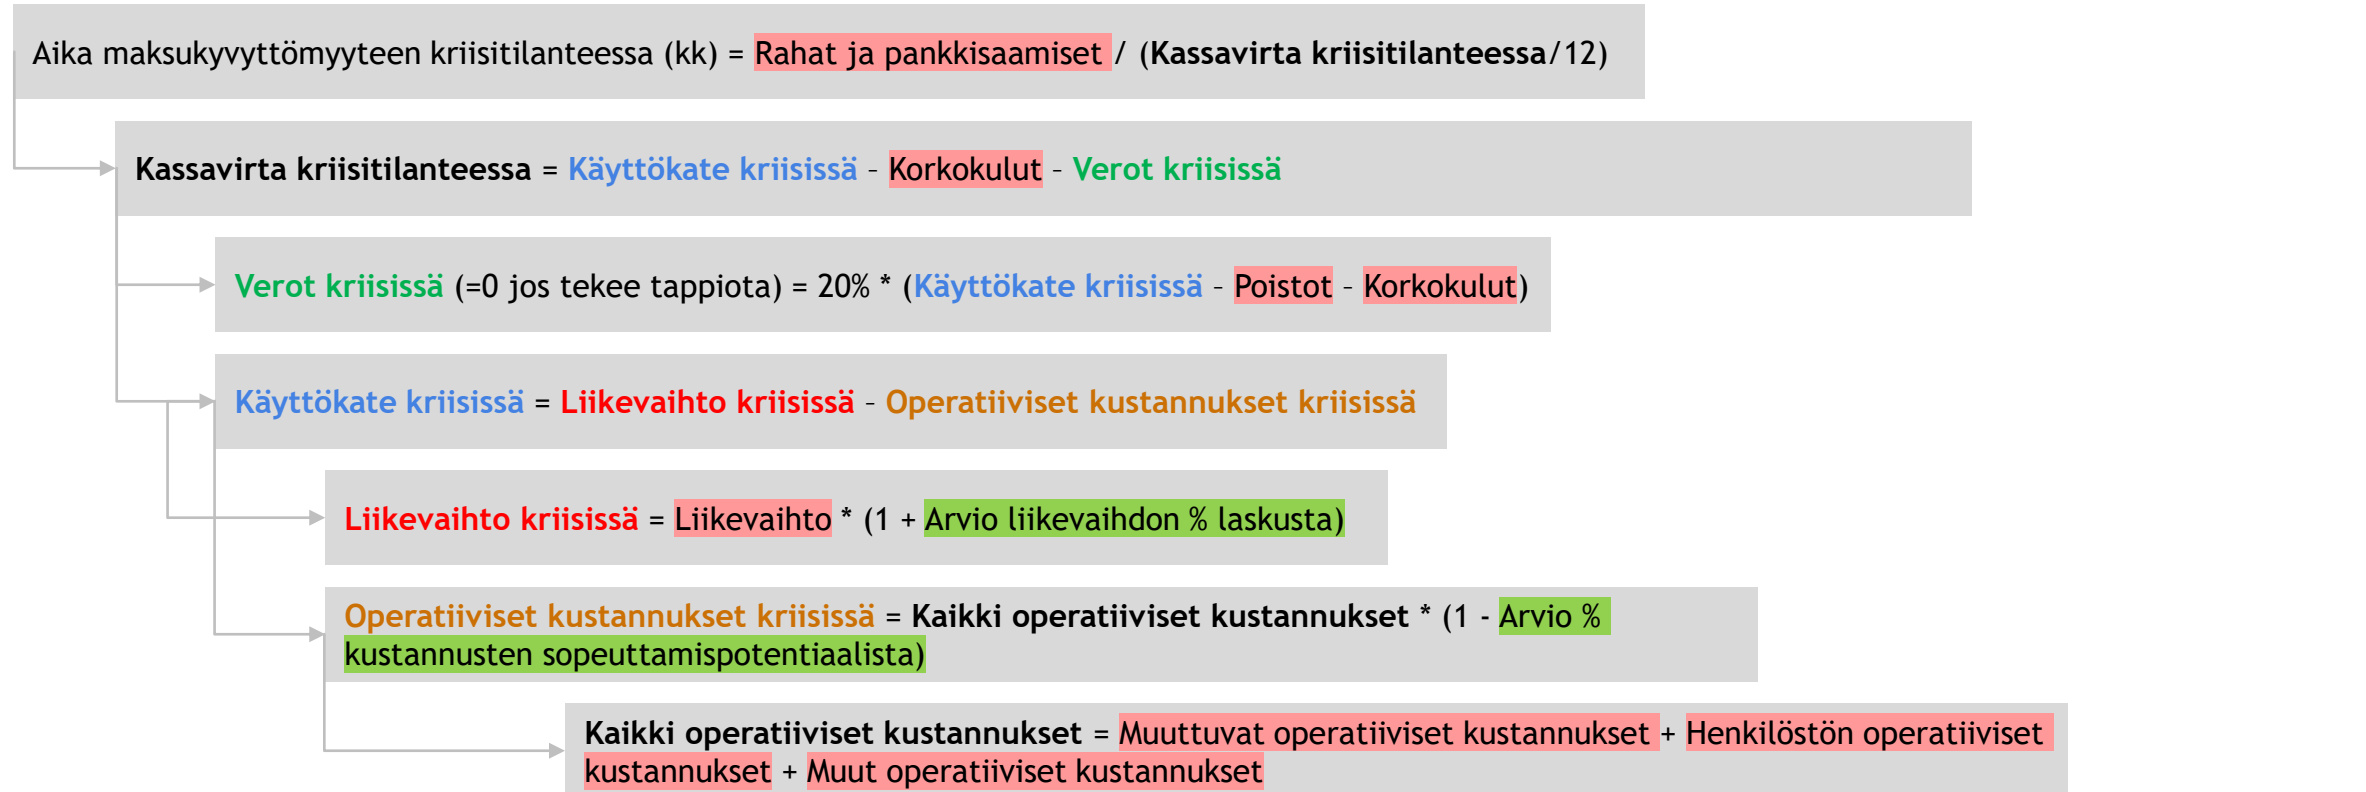 Aika maksukyvyttömyyteen kriisitilanteessa (kk) = Rahat ja pankkisaamiset / (Kassavirta kriisitilanteessa/12)
Kassavirta kriisitilanteessa = Käyttökate kriisissä – Korkokulut – Verot kriisissä
Verot kriisissä (=0 jos tekee tappiota) = 20% * (Käyttökate kriisissä – Poistot – Korkokulut)
Käyttökate kriisissä = Liikevaihto kriisissä – Operatiiviset kustannukset kriisissä
Liikevaihto kriisissä = Liikevaihto * (1 + Arvio liikevaihdon % laskusta)
Operatiiviset kustannukset kriisissä = Kaikki operatiiviset kustannukset * (1 - Arvio %
kustannusten sopeuttamispotentiaalista)
Kaikki operatiiviset kustannukset = Muuttuvat operatiiviset kustannukset + Henkilöstön operatiiviset
kustannukset + Muut operatiiviset kustannukset